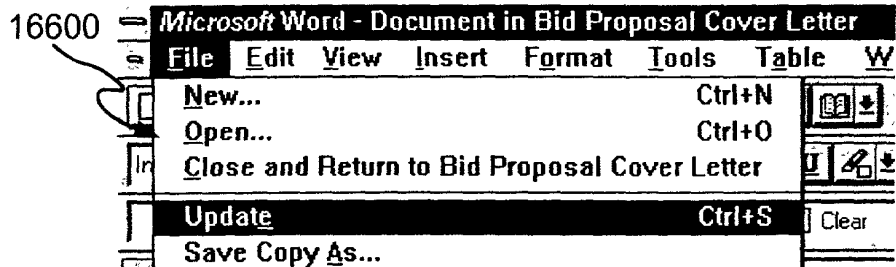 16600
Microsoft Word - Document in Bid Proposal Cover Letter
File Edit View Insert Format Tools Table W
New... Ctrl+N
Open... Ctrl+O
In Close and Return to Bid Proposal Cover Letter U
Update Ctrl+S Clear
Save Copy As...